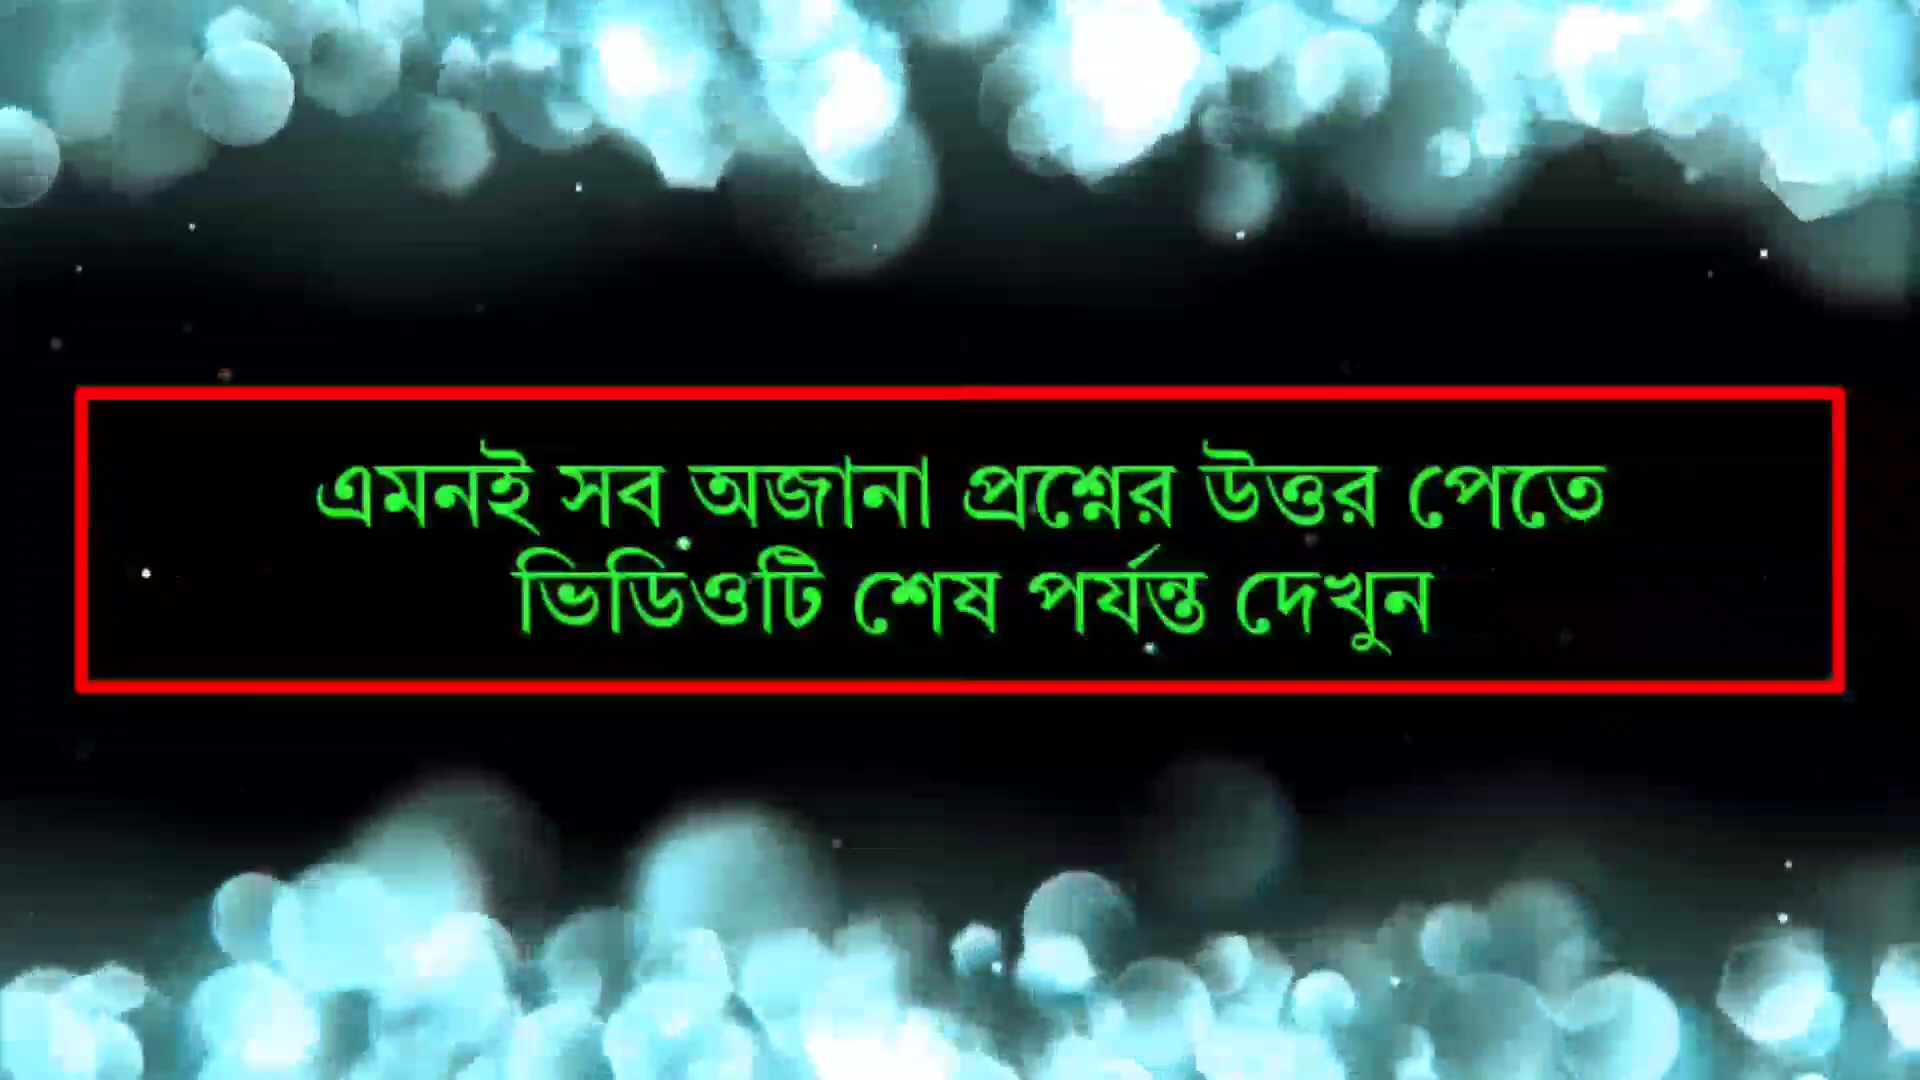 এমনই সব অজানা প্রশ্নের উত্তর পেতে
ভিডিওটি শেষ পর্যন্ত দেখুন